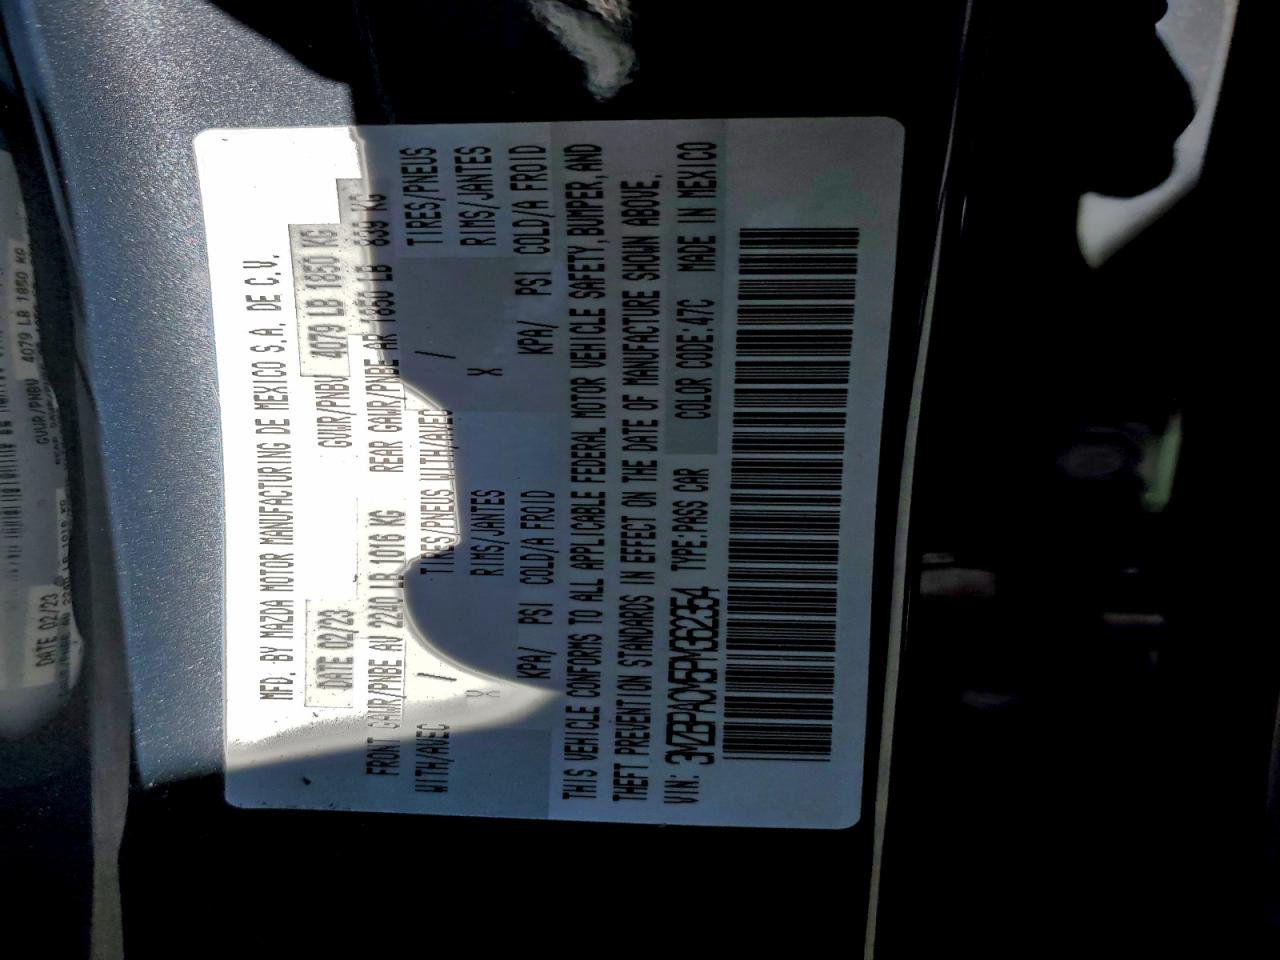 MFD. BY MAZDA MOTOR MANUFACTURING DE MEXICO S.A. DE C.V.
DATE 02/23 GVWR/PNBV 4079 LB 1850 KG
FRONT GAWR/PNBE AV 2240 LB 1016 KG REAR GAWR/PNBE AR 1850 LB 839 KG
WITH/AVEC / TIRES/PNEUS WITH/AVEC / TIRES/PNEUS
X RIMS/JANTES X RIMS/JANTES
KPA/ PSI COLD/A FROID KPA/ PSI COLD/A FROID
THIS VEHICLE CONFORMS TO ALL APPLICABLE FEDERAL MOTOR VEHICLE SAFETY, BUMPER, AND
THEFT PREVENTION STANDARDS IN EFFECT ON THE DATE OF MANUFACTURE SHOWN ABOVE.
VIN: 3MZBPACM5PM362354 TYPE:PASS CAR COLOR CODE:47C MADE IN MEXICO
DATE 02/23 GVWR/PNBV 4079 LB 1850 KG